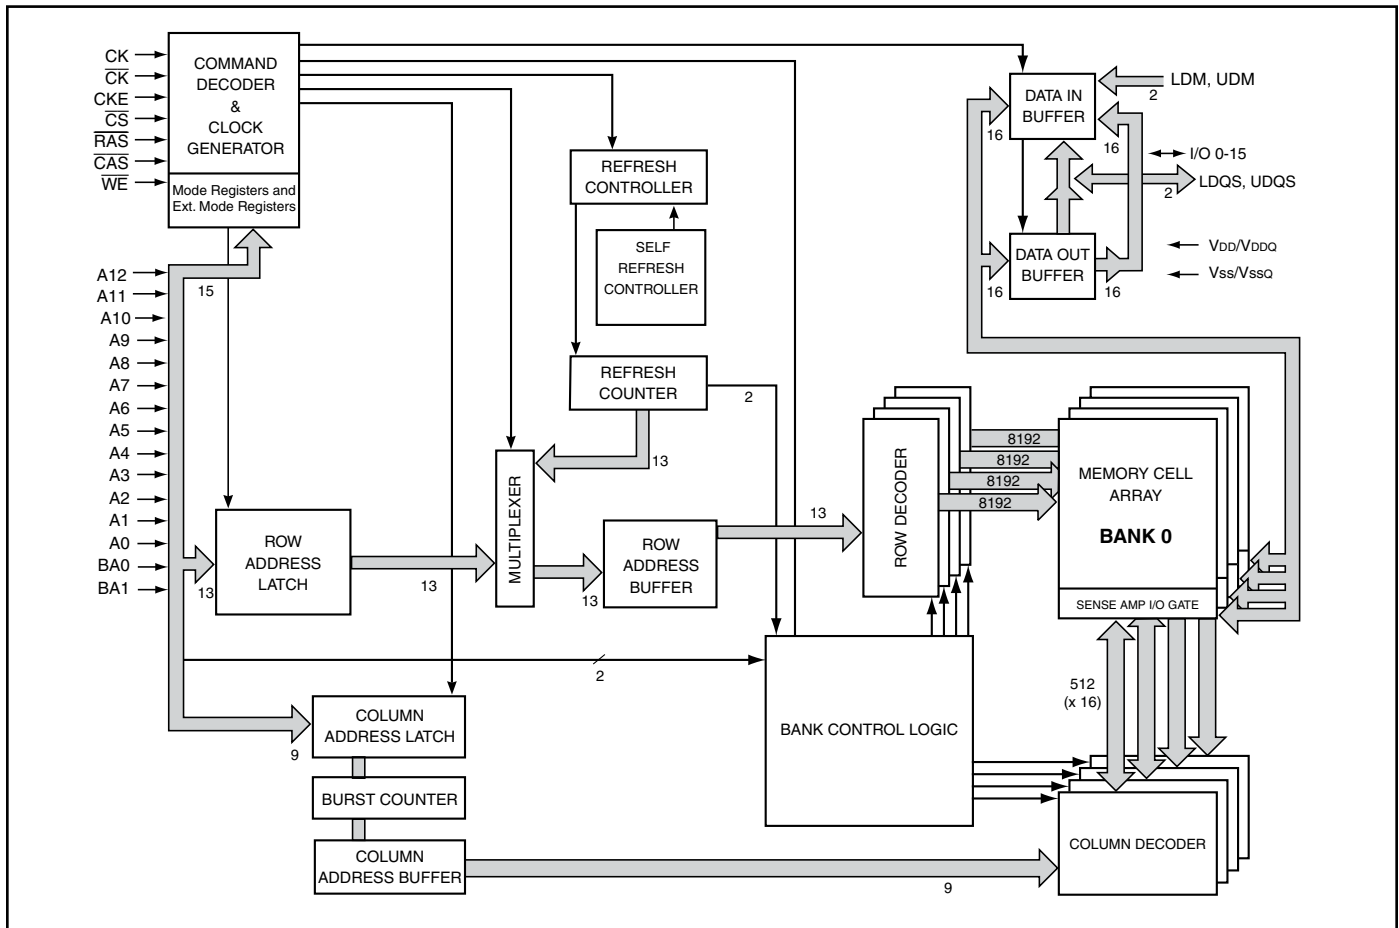 CK
CK
CKE
CS
RAS
CAS
WE
COMMAND
DECODER
&
CLOCK
GENERATOR
Mode Registers and
Ext. Mode Registers
A12
A11
A10
A9
A8
A7
A6
A5
A4
A3
A2
A1
A0
BA0
BA1
15
13
ROW
ADDRESS
LATCH
13
MULTIPLEXER
13
REFRESH
CONTROLLER
SELF
REFRESH
CONTROLLER
REFRESH
COUNTER
2
13
ROW
ADDRESS
BUFFER
13
ROW DECODER
8192
8192
8192
8192
MEMORY CELL
ARRAY
BANK 0
SENSE AMP I/O GATE
DATA IN
BUFFER
LDM, UDM
2
16
16
I/O 0-15
LDQS, UDQS
2
DATA OUT
BUFFER
16
16
VDD/VDDQ
VSS/VSSQ
2
BANK CONTROL LOGIC
512
(x 16)
COLUMN DECODER
9
COLUMN
ADDRESS LATCH
BURST COUNTER
COLUMN
ADDRESS BUFFER
9